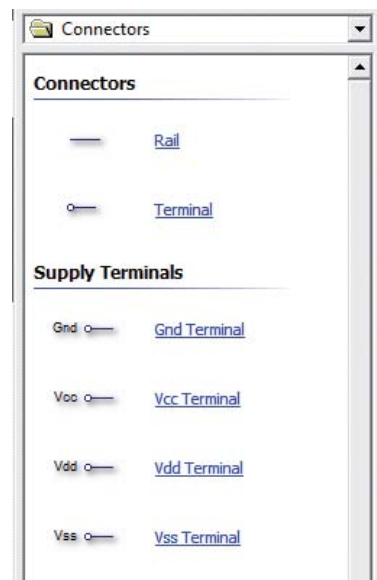 Connectors
Connectors
Rail
Terminal
Supply Terminals
Gnd Gnd Terminal
Vcc Vcc Terminal
Vdd Vdd Terminal
Vss Vss Terminal